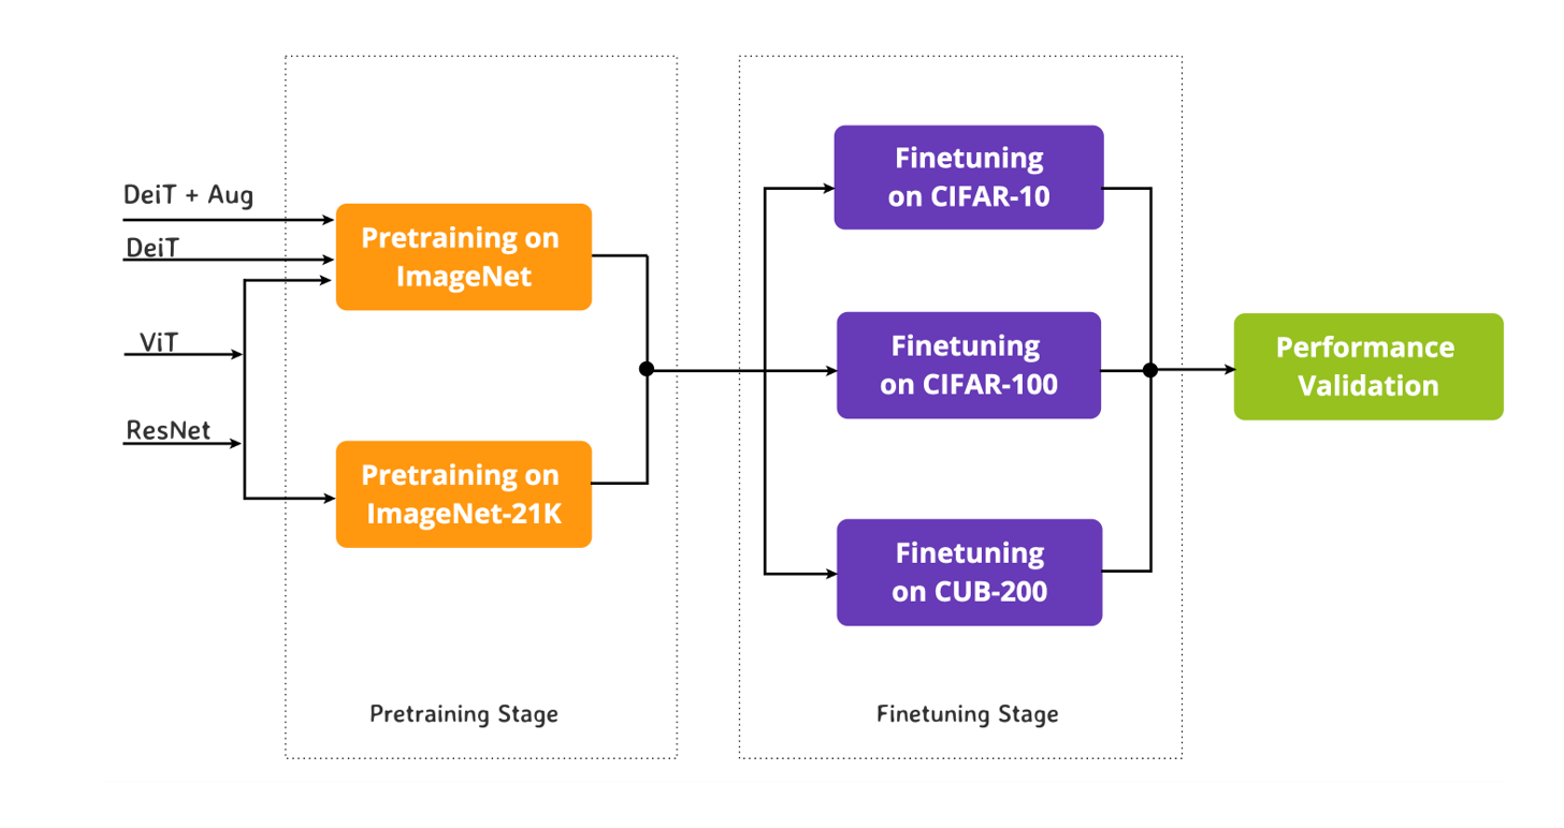 DeiT + Aug
DeiT
ViT
ResNet
Pretraining on
ImageNet
Pretraining on
ImageNet-21K
Pretraining Stage
Finetuning
on CIFAR-10
Finetuning
on CIFAR-100
Finetuning
on CUB-200
Finetuning Stage
Performance
Validation